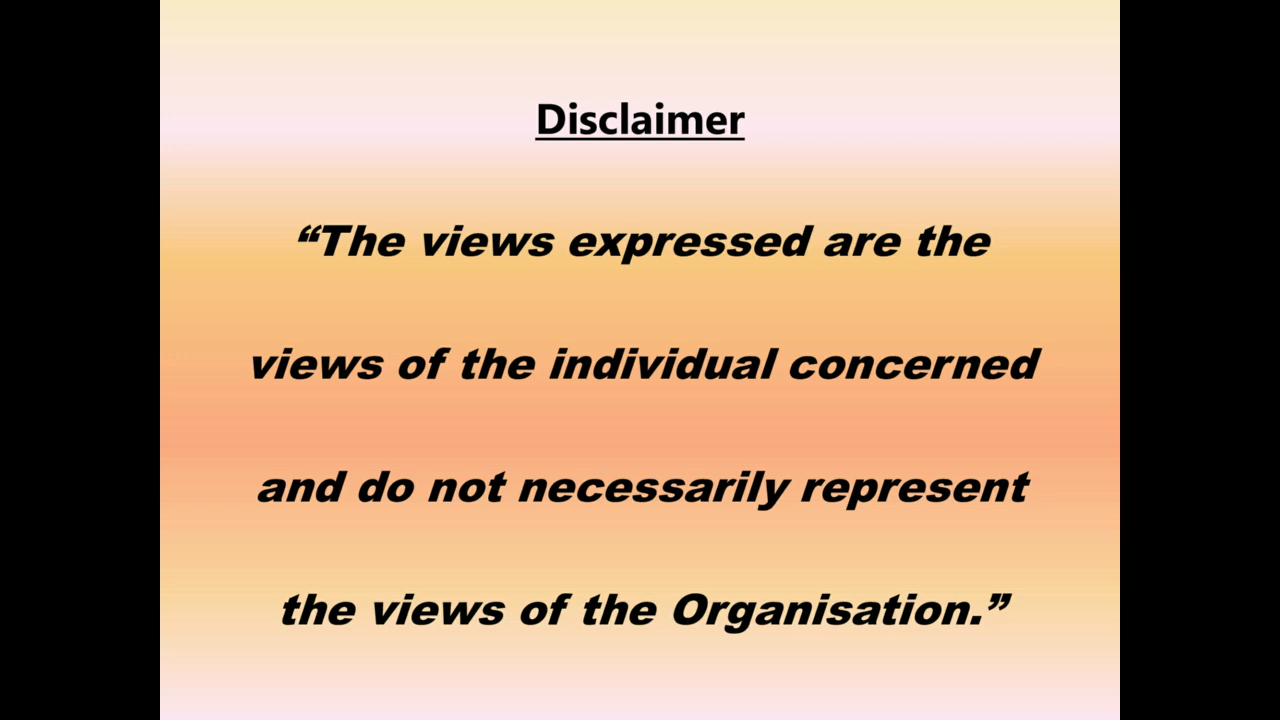 Disclaimer
“The views expressed are the
views of the individual concerned
and do not necessarily represent
the views of the Organisation.”